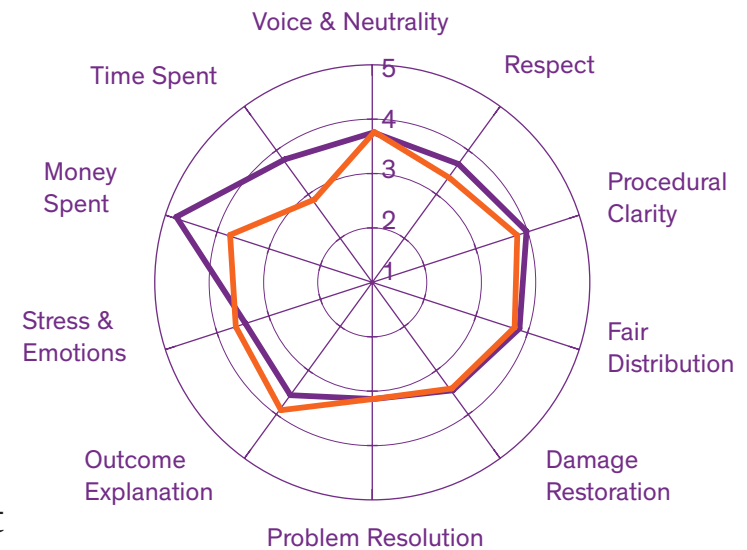 Voice & Neutrality
Time Spent
Respect
Money
Spent
Procedural
Clarity
5
4
3
2
1
Stress &
Emotions
Fair
Distribution
Outcome
Explanation
Damage
Restoration
t
Problem Resolution